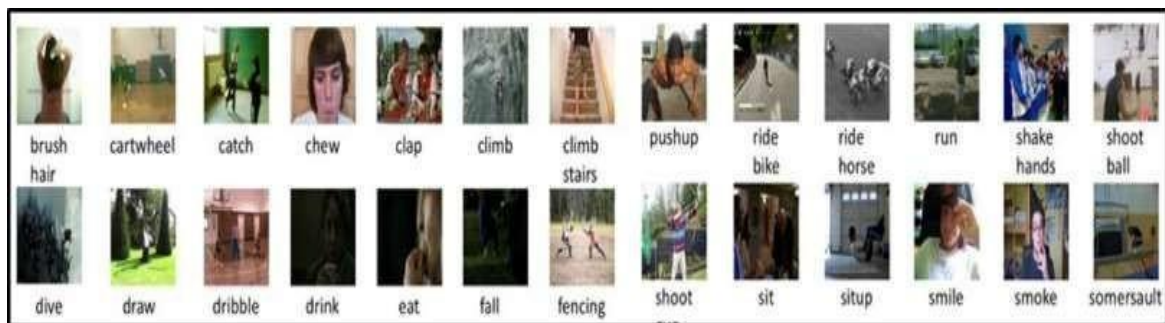 brush hair cartwheel catch chew clap climb climb stairs pushup ride bike ride horse run shake hands shoot ball
dive draw dribble drink eat fall fencing shoot sit situp smile smoke somersault